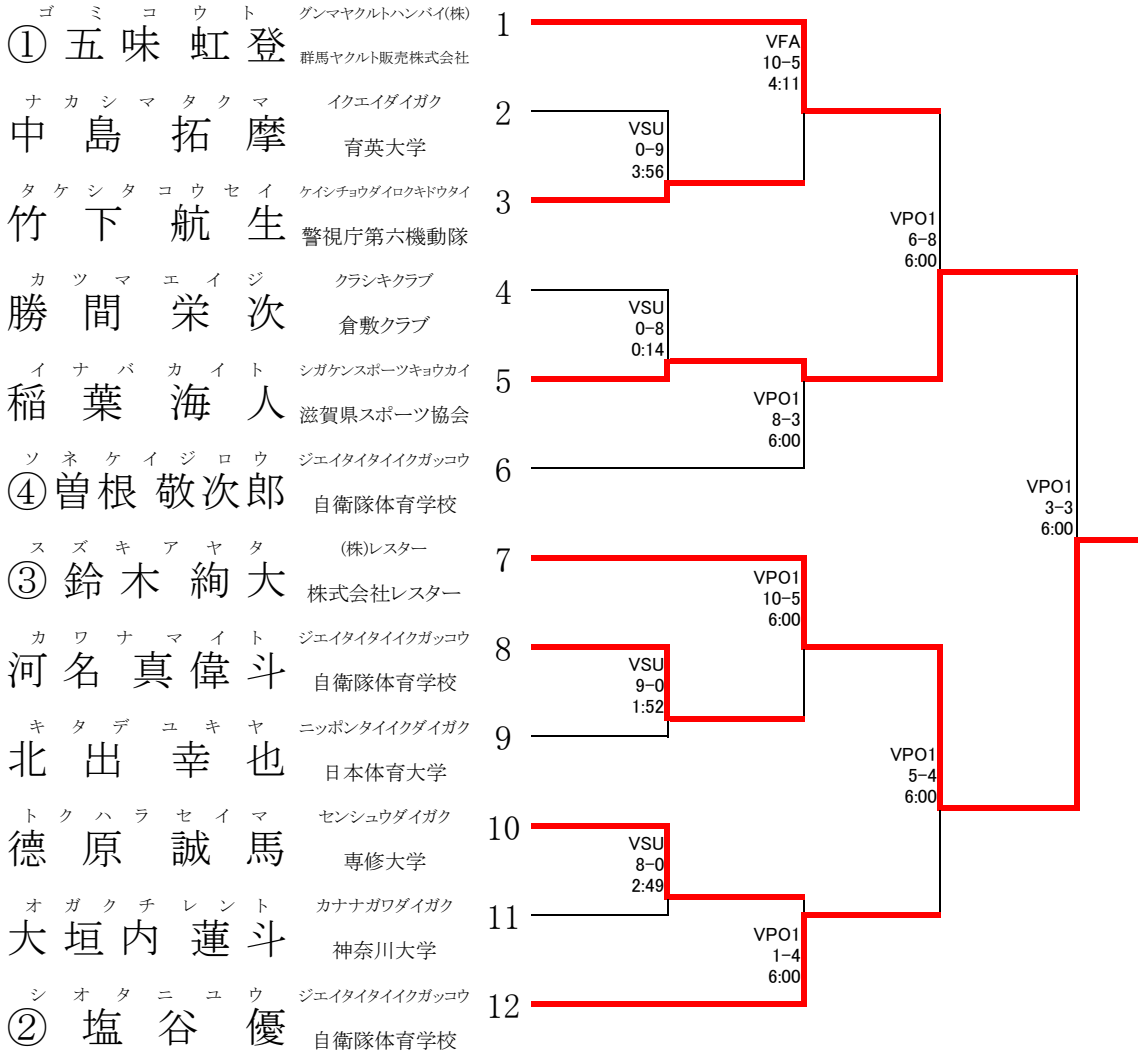 ゴミコウト グンマヤクルトハンバイ(株)
① 五味 虹登 群馬ヤクルト販売株式会社 1
ナカシマタクマ イクエイダイガク
中島 拓摩 育英大学 2
タケシタコウセイ ケイシチョウダイロクキドウタイ
竹下 航生 警視庁第六機動隊 3
カツマエイジ クラシキクラブ
勝間 栄次 倉敷クラブ 4
イナバカイト シガケンスポーツキョウカイ
稲葉 海人 滋賀県スポーツ協会 5
ソネケイジロウ ジエイタイタイイクガッコウ
④ 曽根 敬次郎 自衛隊体育学校 6
スズキアヤタ (株)レスター
③ 鈴木 絢大 株式会社レスター 7
カワナマイト ジエイタイタイイクガッコウ
河名 真偉斗 自衛隊体育学校 8
キタデユキヤ ニッポンタイイクダイガク
北出 幸也 日本体育大学 9
トクハラセイマ センシュウダイガク
德原 誠馬 専修大学 10
オガクチレント カナナガワダイガク
大垣内 蓮斗 神奈川大学 11
シオタニユウ ジエイタイタイイクガッコウ
② 塩谷 優 自衛隊体育学校 12
VSU
0-9
3:56
VSU
0-8
0:14
VSU
9-0
1:52
VSU
8-0
2:49
VFA
10-5
4:11
VPO1
8-3
6:00
VPO1
10-5
6:00
VPO1
1-4
6:00
VPO1
6-8
6:00
VPO1
5-4
6:00
VPO1
3-3
6:00